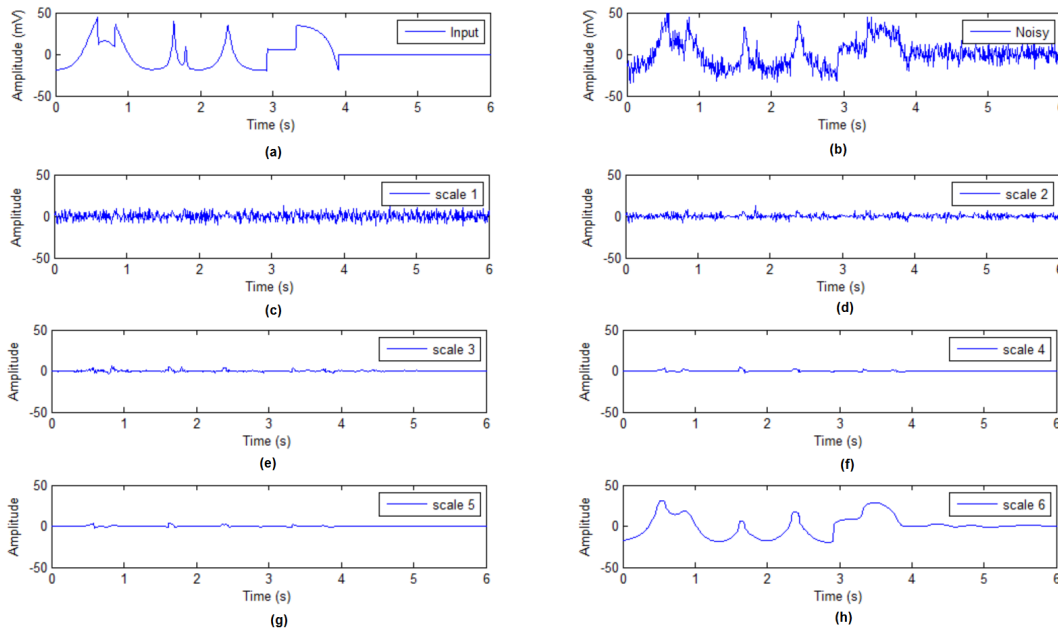 Amplitude (mV)
50
0
-50
Input
0 1 2 3 4 5 6
Time (s)
(a)
Amplitude (mV)
50
0
-50
Noisy
0 1 2 3 4 5 6
Time (s)
(b)
Amplitude
50
0
-50
scale 1
0 1 2 3 4 5 6
Time (s)
(c)
Amplitude
50
0
-50
scale 2
0 1 2 3 4 5 6
Time (s)
(d)
Amplitude
50
0
-50
scale 3
0 1 2 3 4 5 6
Time (s)
(e)
Amplitude
50
0
-50
scale 4
0 1 2 3 4 5 6
Time (s)
(f)
Amplitude
50
0
-50
scale 5
0 1 2 3 4 5 6
Time (s)
(g)
Amplitude
50
0
-50
scale 6
0 1 2 3 4 5 6
Time (s)
(h)